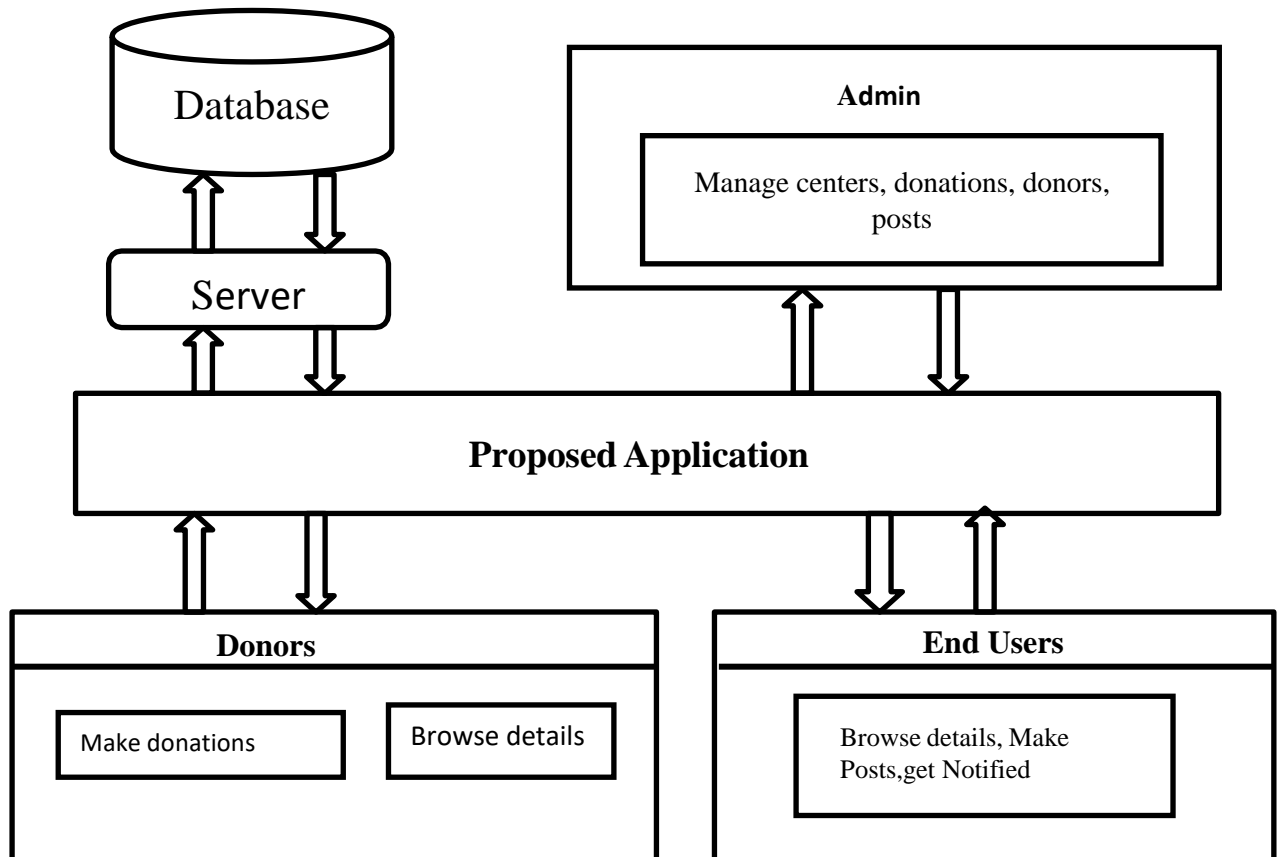 Database
Admin
Manage centers, donations, donors,
posts
Server
Proposed Application
Donors
Make donations
Browse details
End Users
Browse details, Make
Posts,get Notified